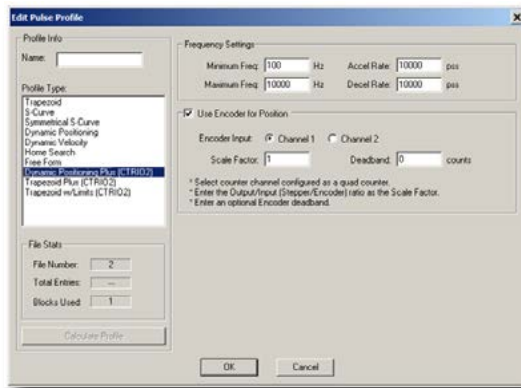 Edit Pulse Profile
Profile Info
Name:
Profile Type:
Trapezoid
S-Curve
Symmetrical S-Curve
Dynamic Positioning
Dynamic Velocity
Home Search
Free Form
Dynamic Positioning Plus (CTRIO2)
Trapezoid Plus (CTRIO2)
Trapezoid w/Limits (CTRIO2)
File Stats
File Number: 2
Total Entries: ---
Blocks Used: 1
Calculate Profile
Frequency Settings
Minimum Freq: 100 Hz Accel Rate: 10000 pss
Maximum Freq: 10000 Hz Decel Rate: 10000 pss
Use Encoder for Position
Encoder Input: Channel 1 Channel 2
Scale Factor: 1 Deadband: 0 counts
* Select counter channel configured as a quad counter.
* Enter the Output/Input (Stepper/Encoder) ratio as the Scale Factor.
* Enter an optional Encoder deadband.
OK Cancel